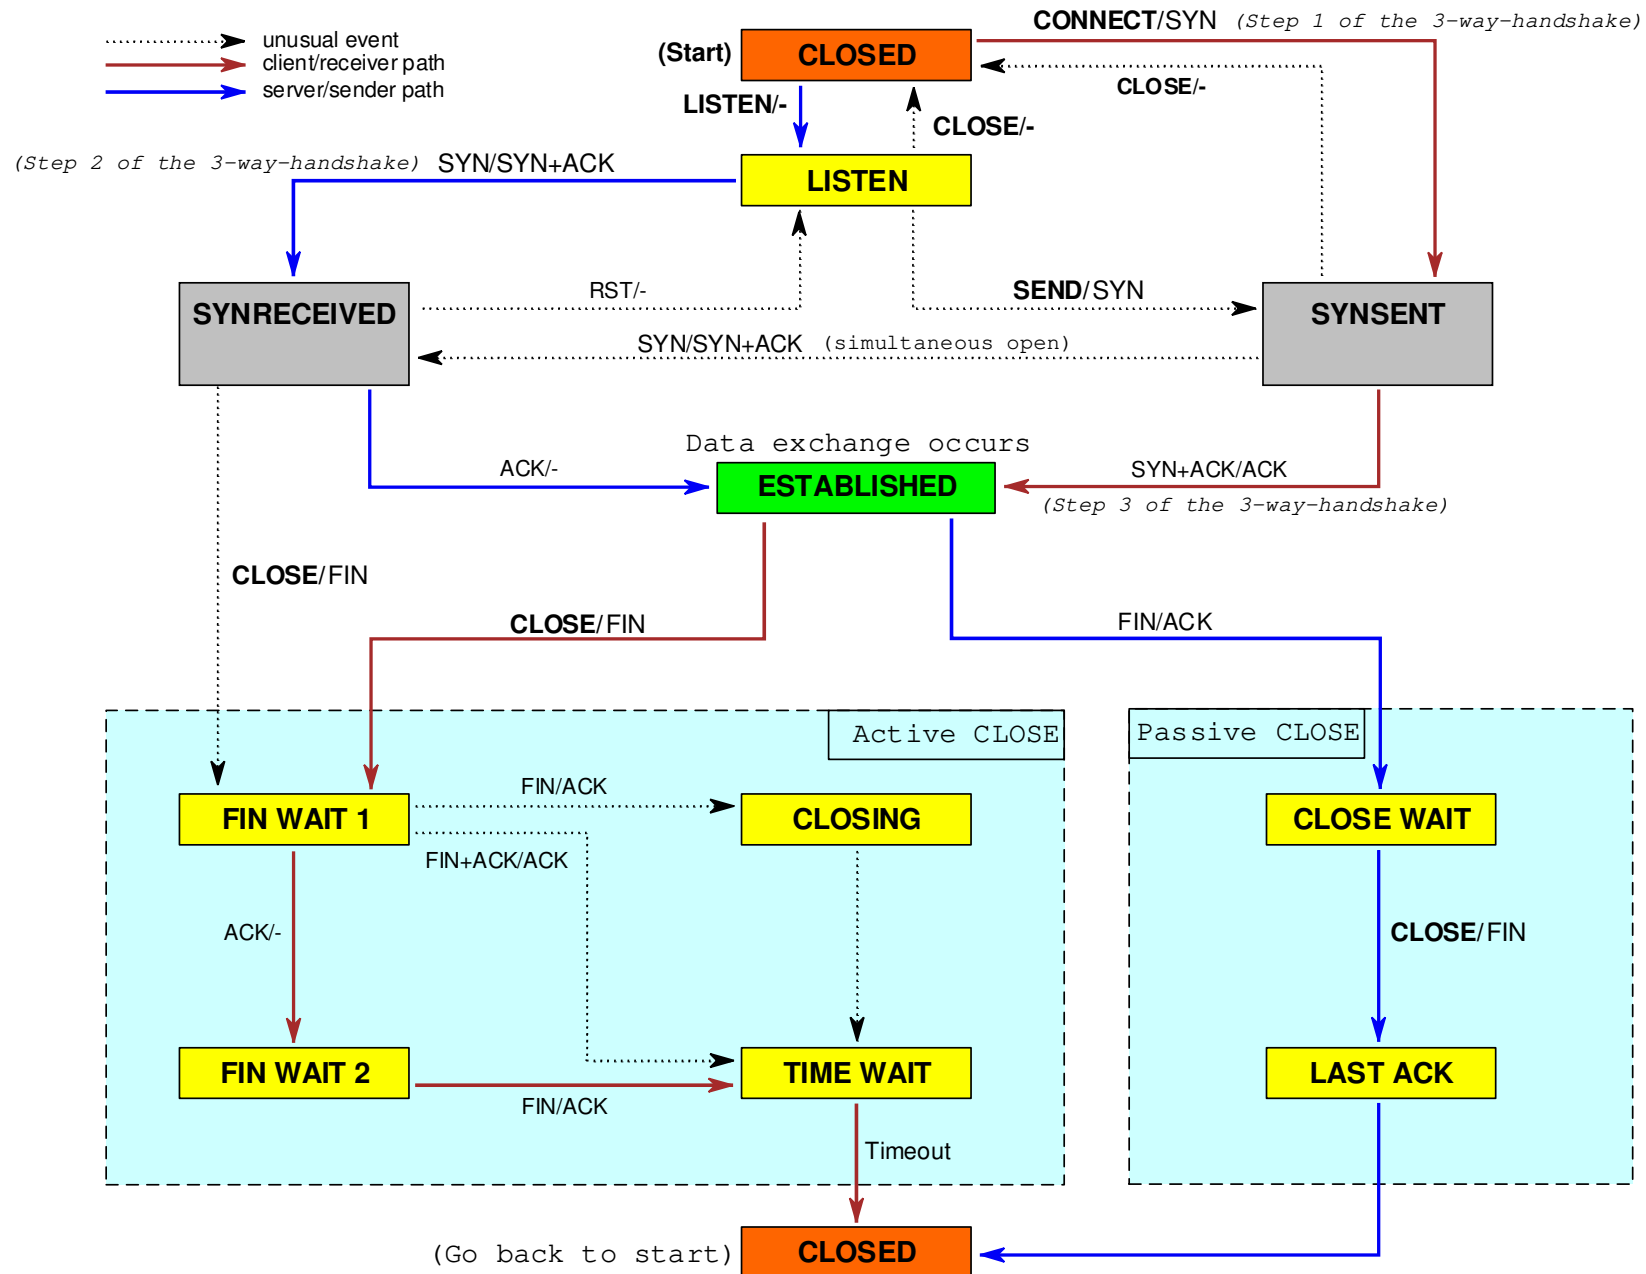 CONNECT/SYN (Step 1 of the 3-way-handshake)
unusual event
client/receiver path
server/sender path
(Start)
CLOSED
CLOSE/-
LISTEN/-
CLOSE/-
(Step 2 of the 3-way-handshake) SYN/SYN+ACK
LISTEN
SYNRECEIVED
RST/-
SEND/SYN
SYNSENT
SYN/SYN+ACK (simultaneous open)
Data exchange occurs
ACK/-
ESTABLISHED
SYN+ACK/ACK
(Step 3 of the 3-way-handshake)
CLOSE/FIN
CLOSE/FIN
FIN/ACK
Active CLOSE
Passive CLOSE
FIN WAIT 1
FIN/ACK
CLOSING
CLOSE WAIT
FIN+ACK/ACK
ACK/-
CLOSE/FIN
FIN WAIT 2
TIME WAIT
LAST ACK
FIN/ACK
Timeout
(Go back to start)
CLOSED